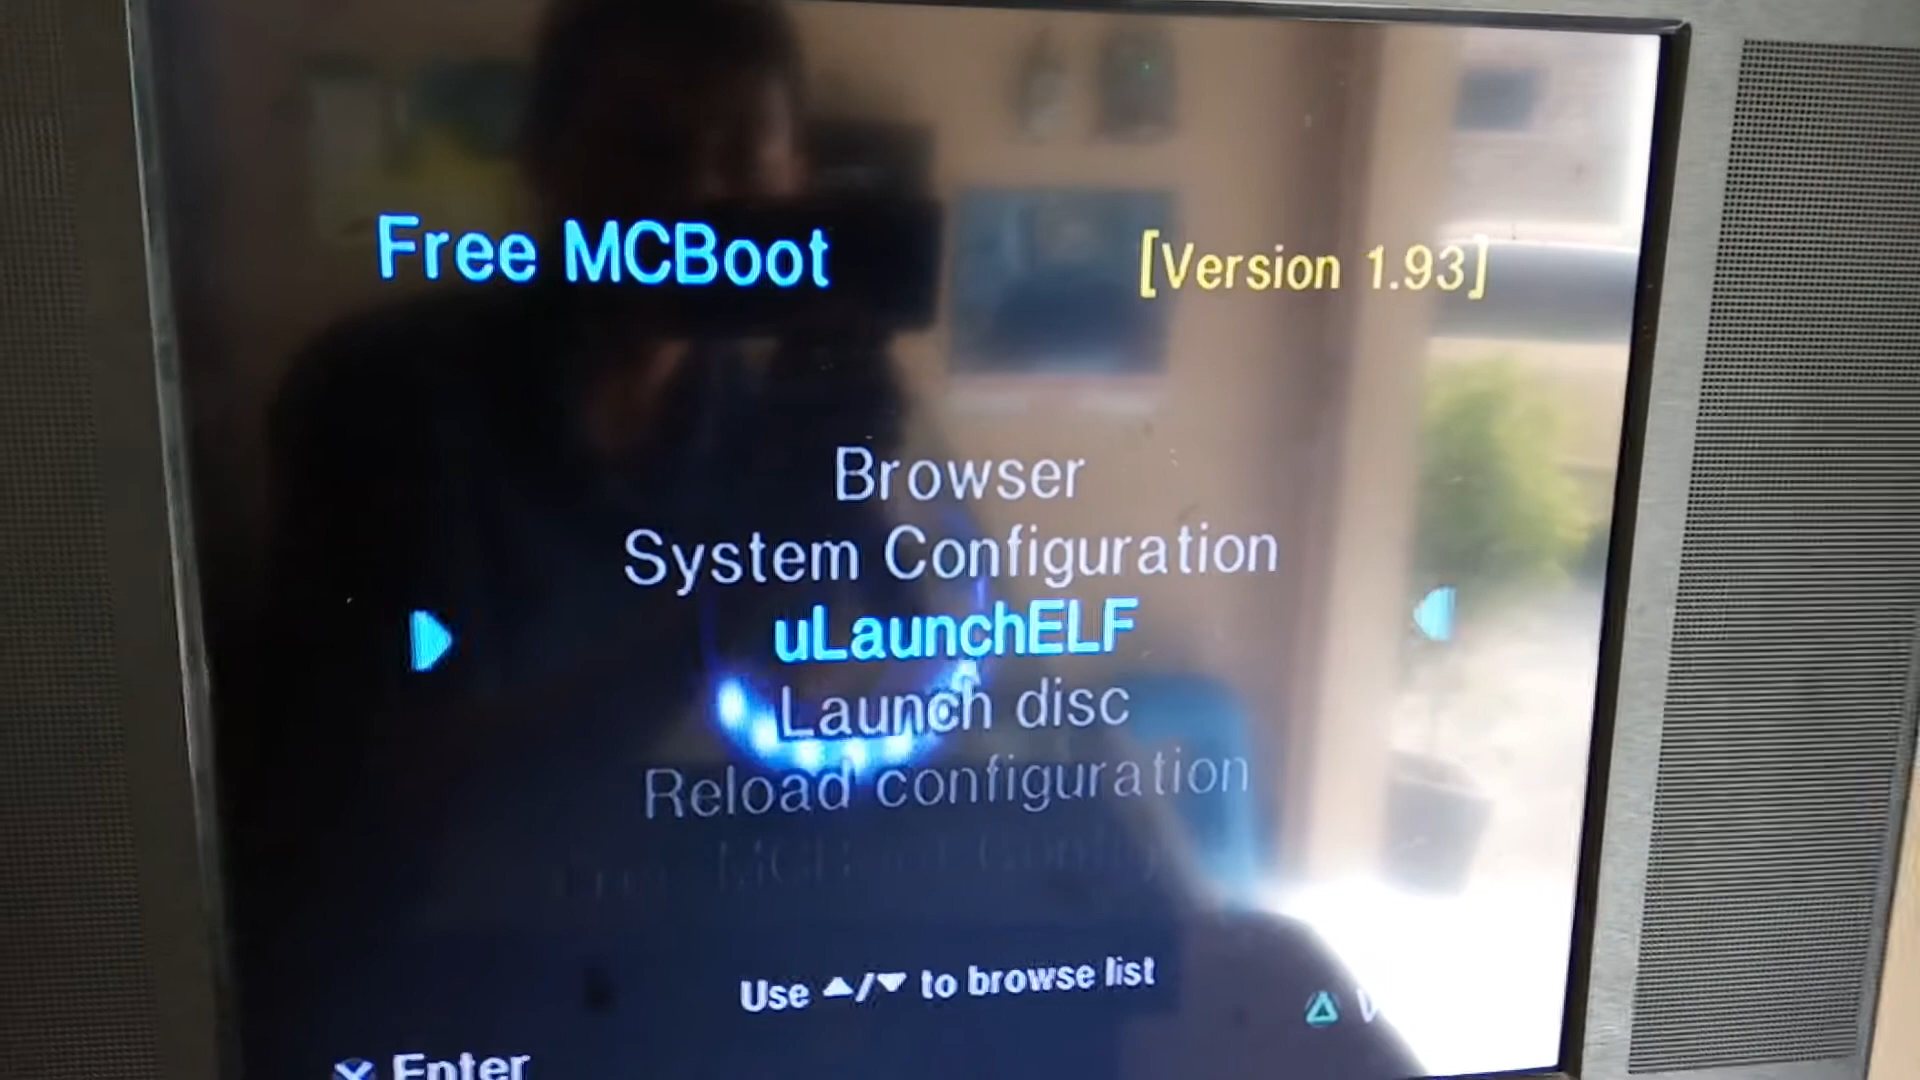 Free MCBoot
[Version 1.93]
Browser
System Configuration
uLaunchELF
Launch disc
Reload configuration
Use ▲/▼ to browse list
Enter